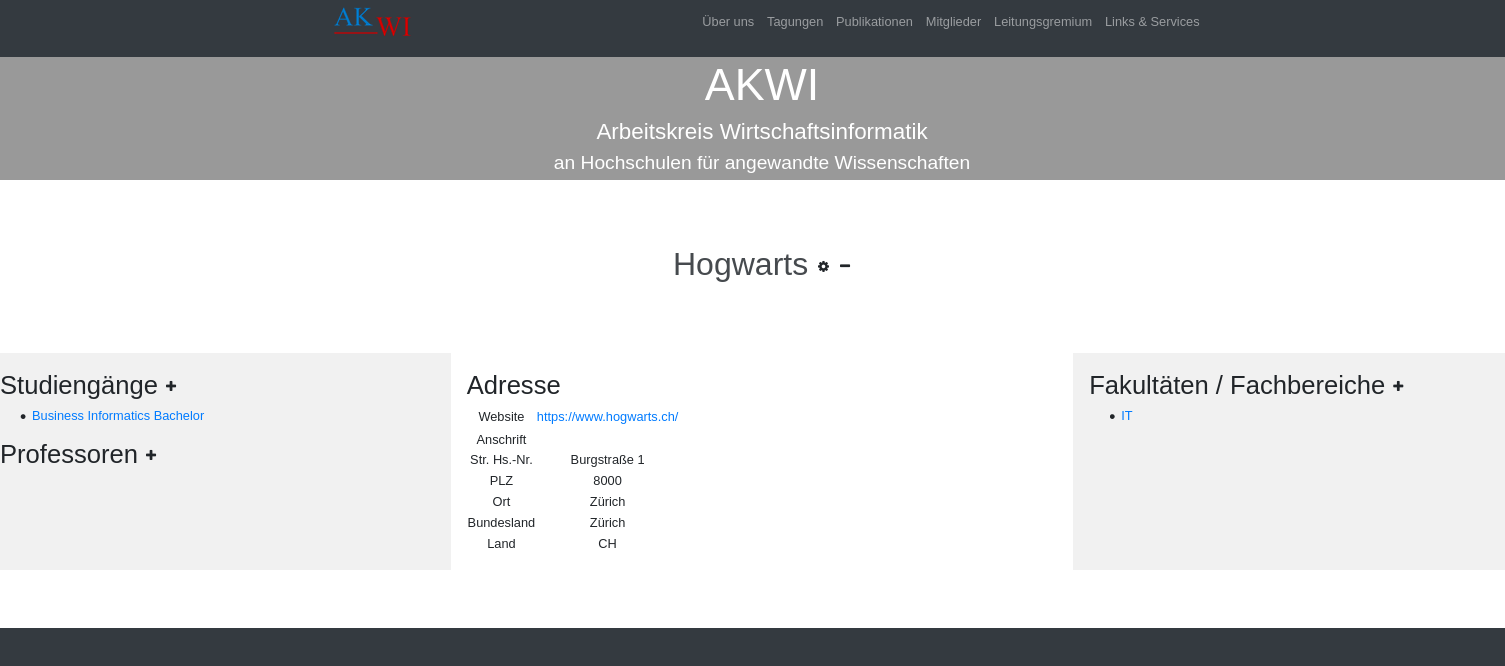 AKWI
Über uns Tagungen Publikationen Mitglieder Leitungsgremium Links & Services
AKWI
Arbeitskreis Wirtschaftsinformatik
an Hochschulen für angewandte Wissenschaften
Hogwarts
Studiengänge
Business Informatics Bachelor
Professoren
Adresse
Website https://www.hogwarts.ch/
Anschrift
Str. Hs.-Nr. Burgstraße 1
PLZ 8000
Ort Zürich
Bundesland Zürich
Land CH
Fakultäten / Fachbereiche
IT